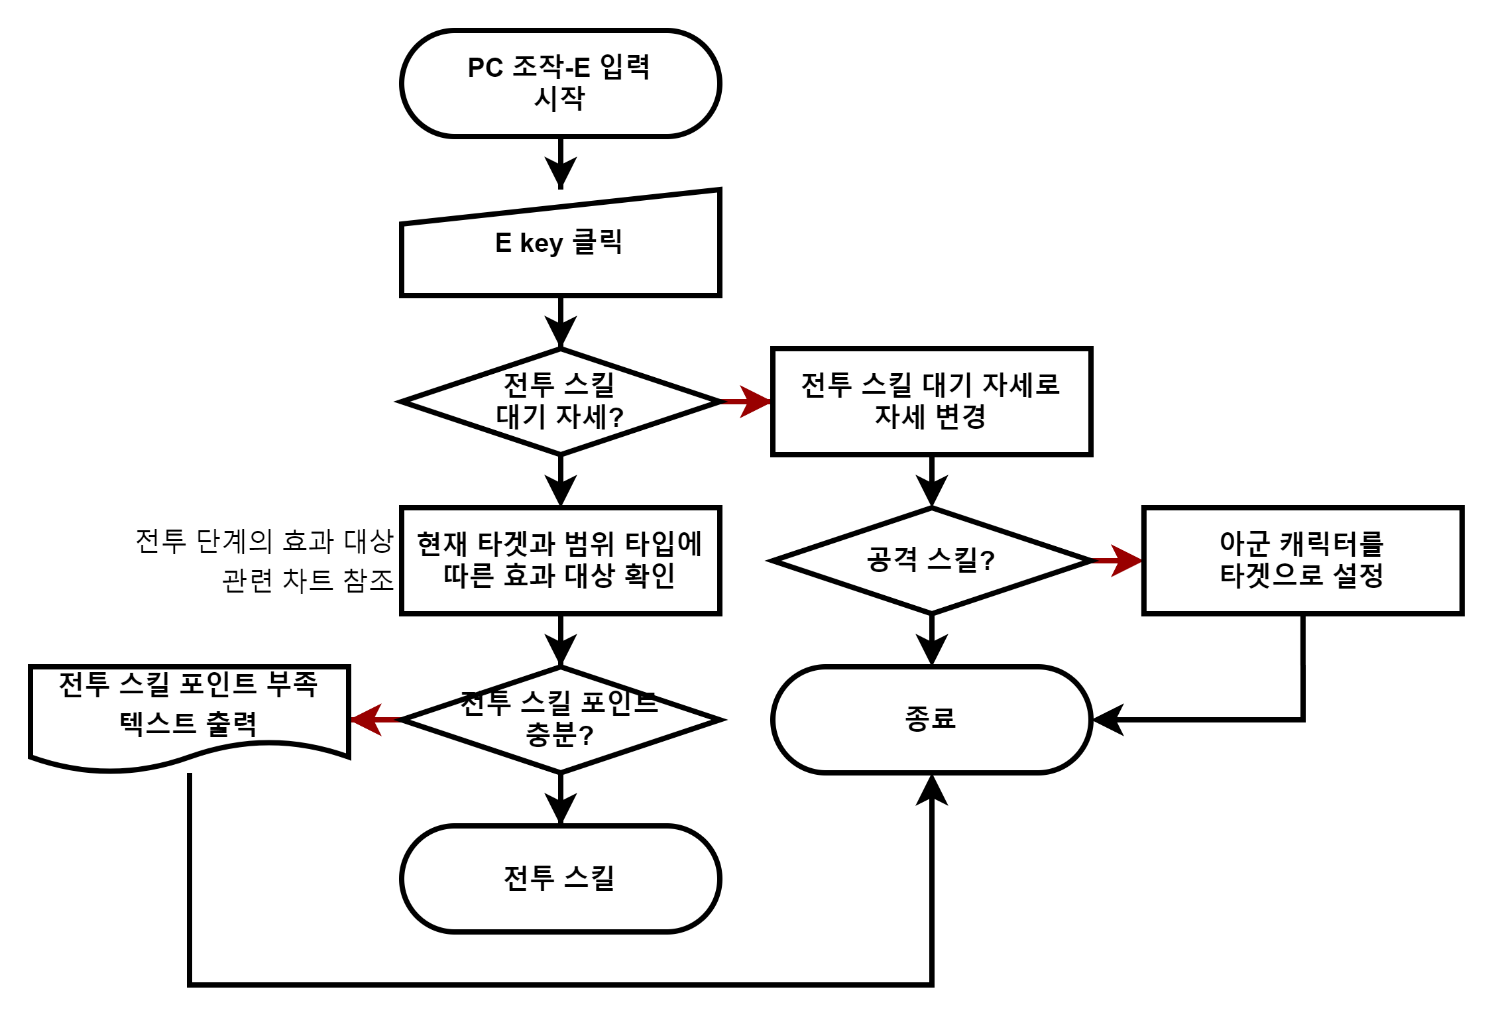 PC 조작-E 입력
시작
E key 클릭
전투 스킬
대기 자세?
전투 스킬 대기 자세로
자세 변경
전투 단계의 효과 대상
관련 차트 참조
현재 타겟과 범위 타입에
따른 효과 대상 확인
공격 스킬?
아군 캐릭터를
타겟으로 설정
전투 스킬 포인트 부족
텍스트 출력
전투 스킬 포인트
충분?
종료
전투 스킬